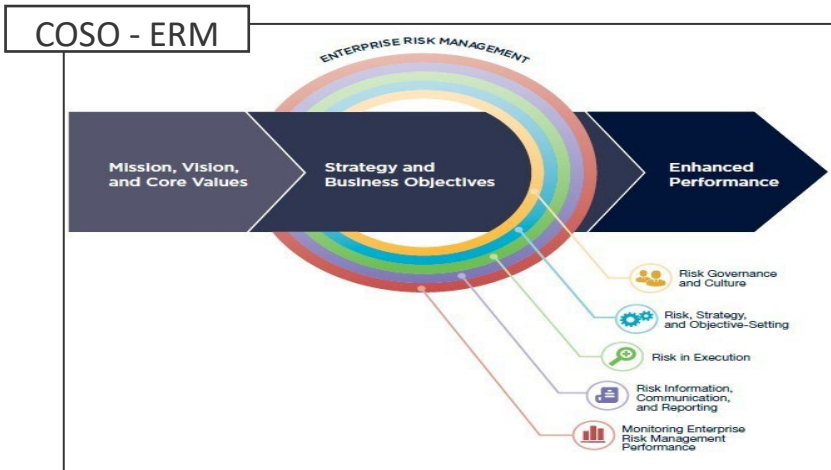 COSO - ERM
ENTERPRISE RISK MANAGEMENT
Mission, Vision,
and Core Values
Strategy and
Business Objectives
Enhanced
Performance
Risk Governance
and Culture
Risk, Strategy,
and Objective-Setting
Risk in Execution
Risk Information,
Communication,
and Reporting
Monitoring Enterprise
Risk Management
Performance